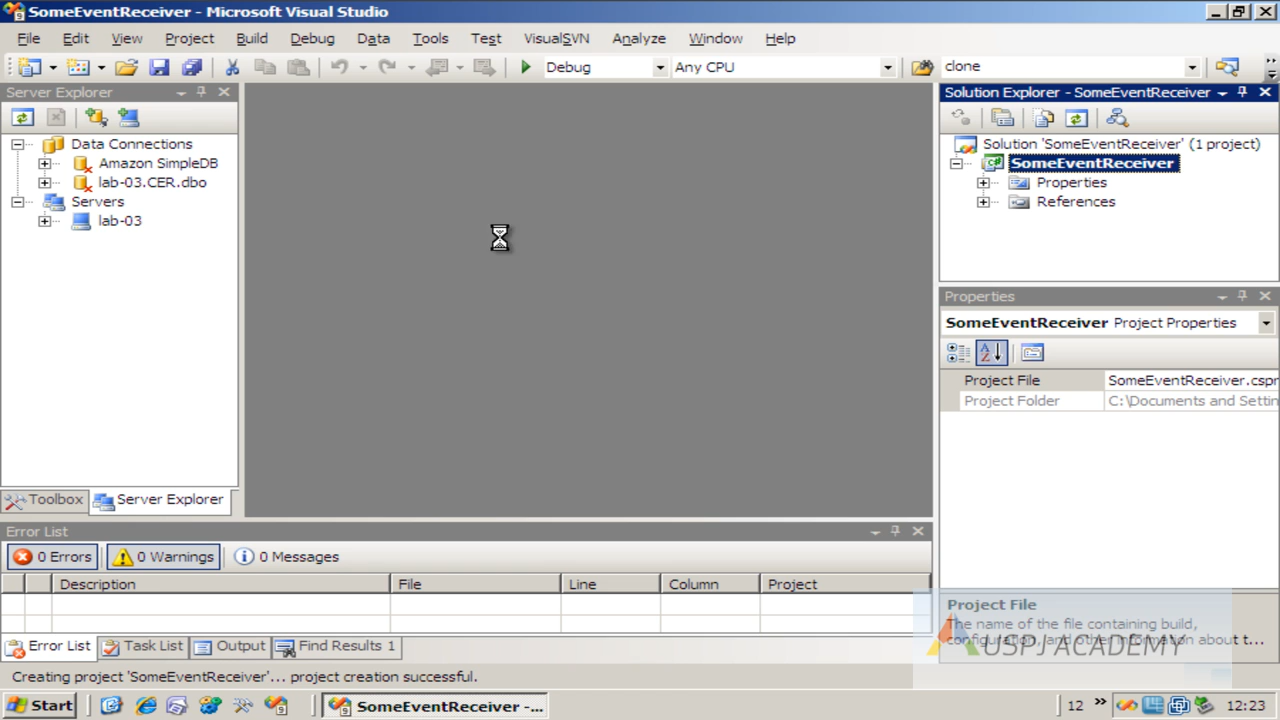 SomeEventReceiver - Microsoft Visual Studio
File Edit View Project Build Debug Data Tools Test VisualSVN Analyze Window Help
Debug Any CPU clone
Server Explorer
Data Connections
Amazon SimpleDB
lab-03.CER.dbo
Servers
lab-03
Toolbox Server Explorer
Solution Explorer - SomeEventReceiver
Solution 'SomeEventReceiver' (1 project)
SomeEventReceiver
Properties
References
Properties
SomeEventReceiver Project Properties
Project File SomeEventReceiver.cspr
Project Folder C:\Documents and Settin
Project File
The name of the file containing build,
configuration, and other information about t...
USPJ ACADEMY
Error List
0 Errors 0 Warnings 0 Messages
Description File Line Column Project
Error List Task List Output Find Results 1
Creating project 'SomeEventReceiver'... project creation successful.
Start SomeEventReceiver -... 12 » 12:23